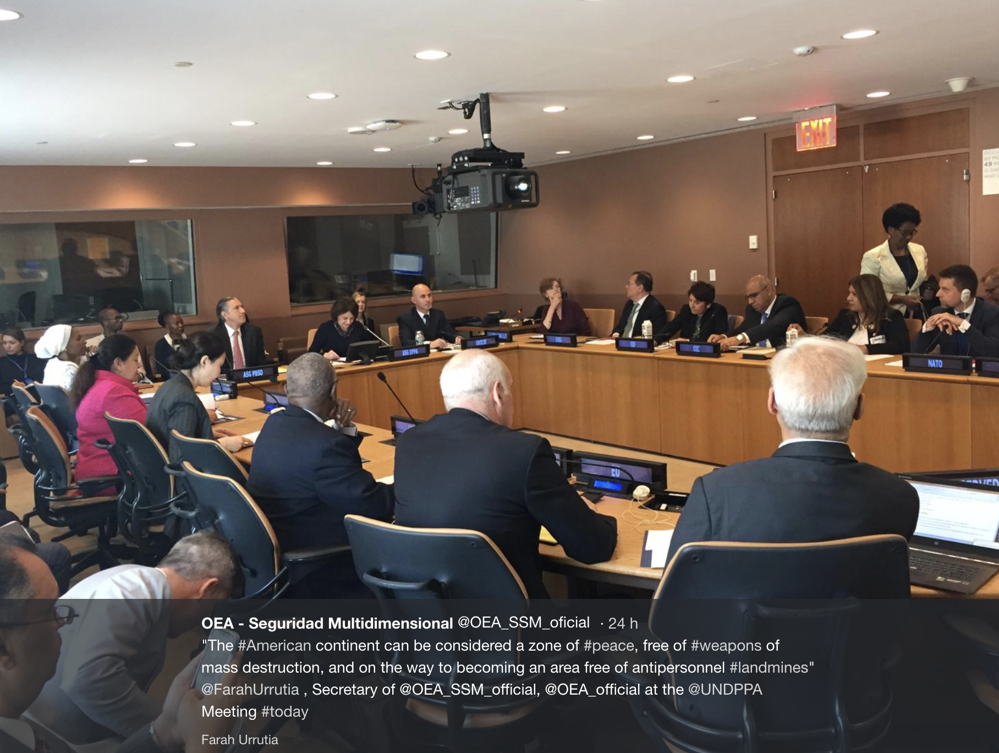 EXIT
49
ASG PBSO
USG DPPA
NATO
EU
OEA - Seguridad Multidimensional @OEA_SSM_oficial · 24 h
"The #American continent can be considered a zone of #peace, free of #weapons of
mass destruction, and on the way to becoming an area free of antipersonnel #landmines"
@FarahUrrutia , Secretary of @OEA_SSM_official, @OEA_official at the @UNDPPA
Meeting #today
Farah Urrutia